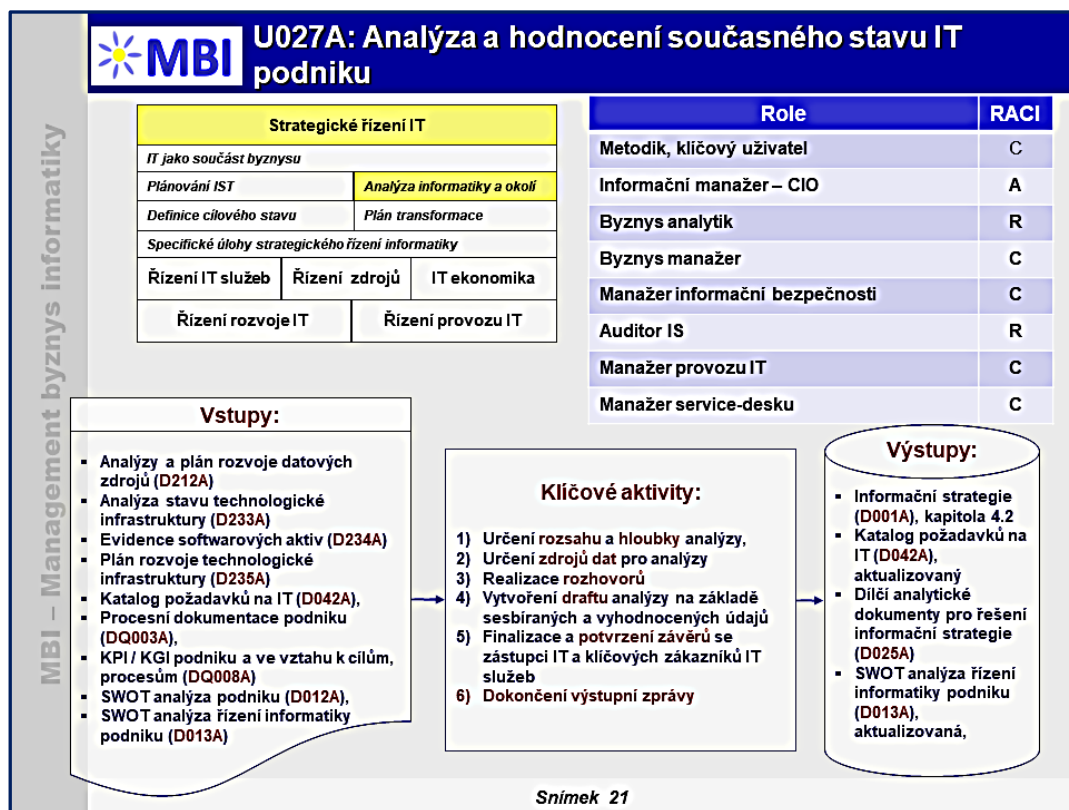 MBI – Management byznys informatiky
MBI
U027A: Analýza a hodnocení současného stavu IT
podniku
Strategické řízení IT
IT jako součást byznysu
Plánování IST
Analýza informatiky a okolí
Definice cílového stavu
Plán transformace
Specifické úlohy strategického řízení informatiky
Řízení IT služeb
Řízení zdrojů
IT ekonomika
Řízení rozvoje IT
Řízení provozu IT
Role RACI
Metodik, klíčový uživatel C
Informační manažer – CIO A
Byznys analytik R
Byznys manažer C
Manažer informační bezpečnosti C
Auditor IS R
Manažer provozu IT C
Manažer service-desku C
Vstupy:
▪ Analýzy a plán rozvoje datových
zdrojů (D212A)
▪ Analýza stavu technologické
infrastruktury (D233A)
▪ Evidence softwarových aktiv (D234A)
▪ Plán rozvoje technologické
infrastruktury (D235A)
▪ Katalog požadavků na IT (D042A),
▪ Procesní dokumentace podniku
(DQ003A),
▪ KPI / KGI podniku a ve vztahu k cílům,
procesům (DQ008A)
▪ SWOT analýza podniku (D012A),
▪ SWOT analýza řízení informatiky
podniku (D013A)
Klíčové aktivity:
1) Určení rozsahu a hloubky analýzy,
2) Určení zdrojů dat pro analýzy
3) Realizace rozhovorů
4) Vytvoření draftu analýzy na základě
sesbíraných a vyhodnocených údajů
5) Finalizace a potvrzení závěrů se
zástupci IT a klíčových zákazníků IT
služeb
6) Dokončení výstupní zprávy
Výstupy:
▪ Informační strategie
(D001A), kapitola 4.2
▪ Katalog požadavků na
IT (D042A),
aktualizovaný
▪ Dílčí analytické
dokumenty pro řešení
informační strategie
(D025A)
▪ SWOT analýza řízení
informatiky podniku
(D013A),
aktualizovaná,
Snímek 21